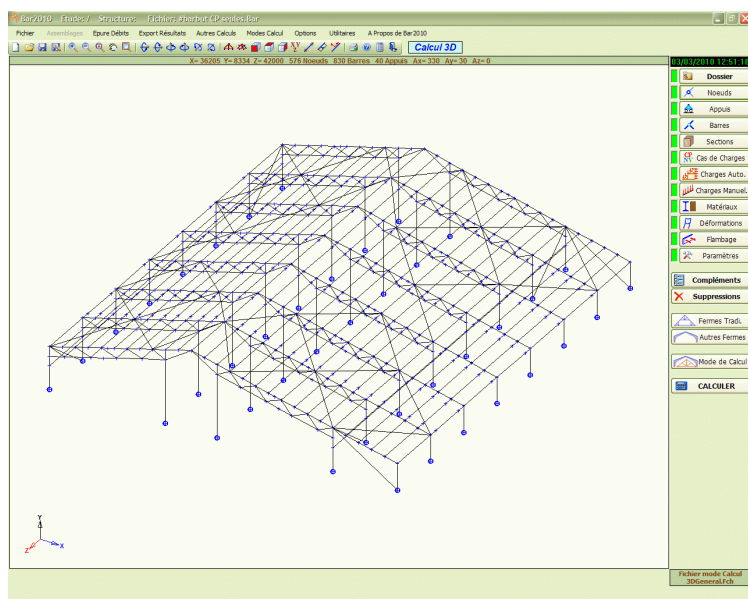 Bar2010 Etude: / Structure: Fichier: #barbut CP seules.Bar
Fichier Assemblages Epure Débits Export Résultats Autres Calculs Modes Calcul Options Utilitaires A Propos de Bar2010
Calcul 3D
X= 36205 Y= 8334 Z= 42000 576 Noeuds 830 Barres 40 Appuis Ax= 330 Ay= 30 Az= 0
03/03/2010 12:51:18
Dossier
Noeuds
Appuis
Barres
Sections
CP Cas de Charges
Charges Auto.
Charges Manuel.
Matériaux
Déformations
Flambage
Paramètres
Compléments
Suppressions
Fermes Tradi.
Autres Fermes
Mode de Calcul
CALCULER
Y
X
Z
Fichier mode Calcul
3DGeneral.Fch